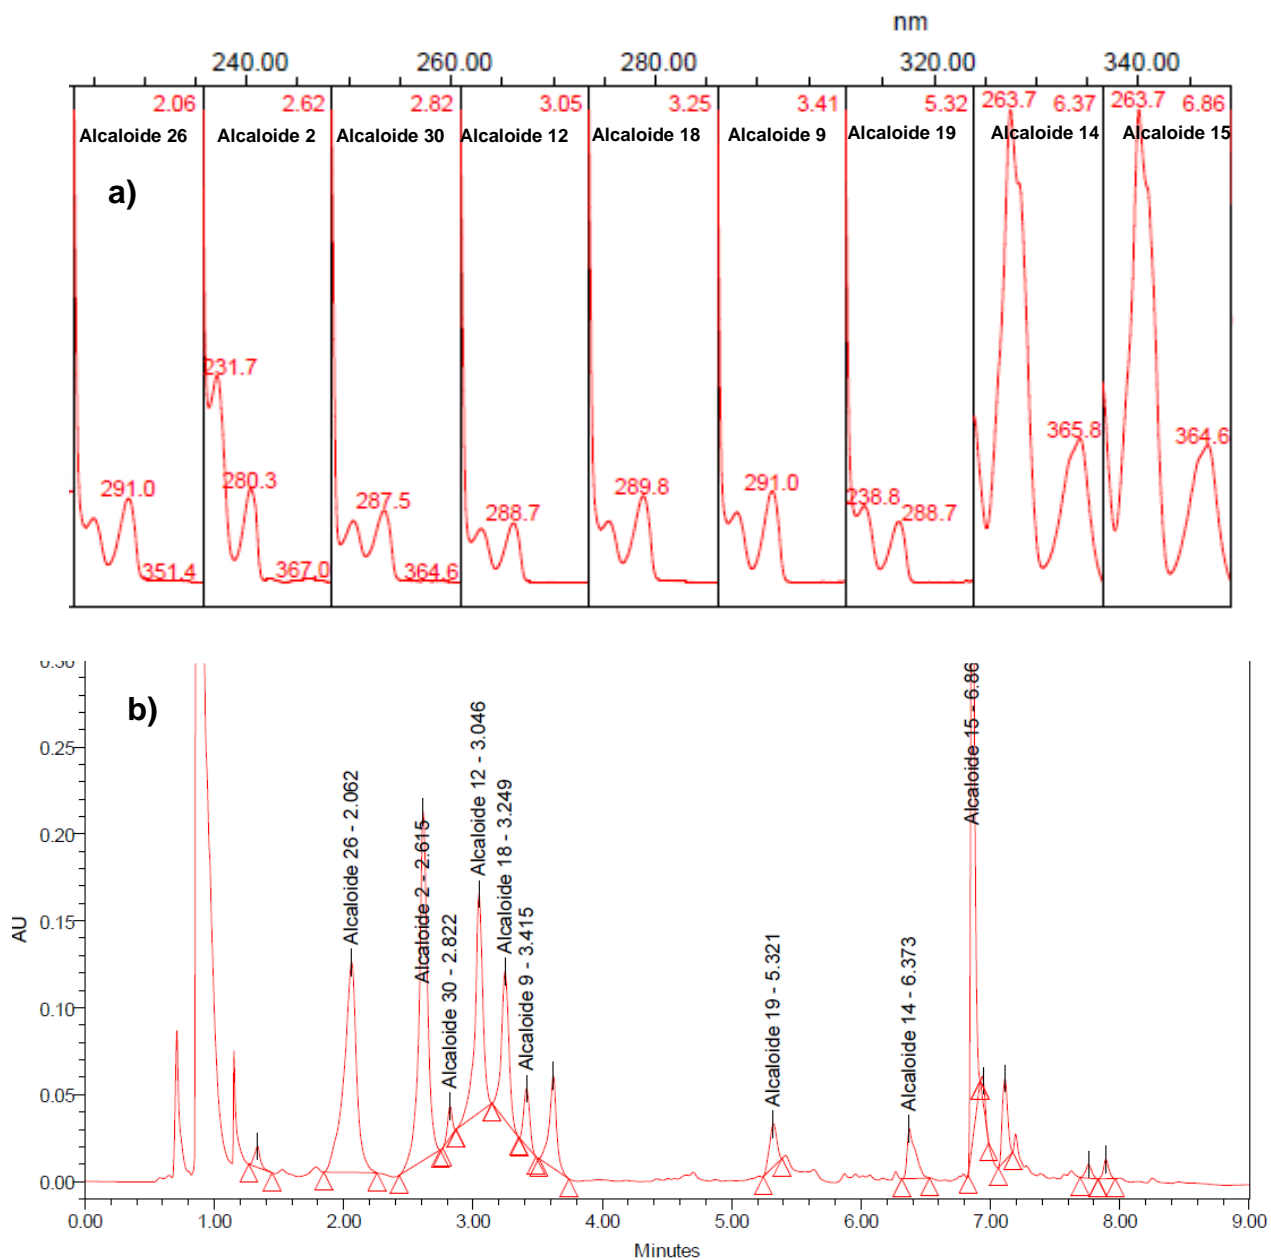 nm
240.00 260.00 280.00 320.00 340.00
2.06 2.62 2.82 3.05 3.25 3.41 5.32 263.7 6.37 263.7 6.86
Alcaloide 26 Alcaloide 2 Alcaloide 30 Alcaloide 12 Alcaloide 18 Alcaloide 9 Alcaloide 19 Alcaloide 14 Alcaloide 15
a)
231.7
365.8 364.6
291.0 280.3 287.5 288.7 289.8 291.0 238.8 288.7
351.4 367.0 364.6
b)
0.30
0.25
0.20
0.15
0.10
0.05
0.00
AU
Alcaloide 26 - 2.062
Alcaloide 2 - 2.615
Alcaloide 30 - 2.822
Alcaloide 12 - 3.046
Alcaloide 18 - 3.249
Alcaloide 9 - 3.415
Alcaloide 19 - 5.321
Alcaloide 14 - 6.373
Alcaloide 15 - 6.86
0.00 1.00 2.00 3.00 4.00 5.00 6.00 7.00 8.00 9.00
Minutes